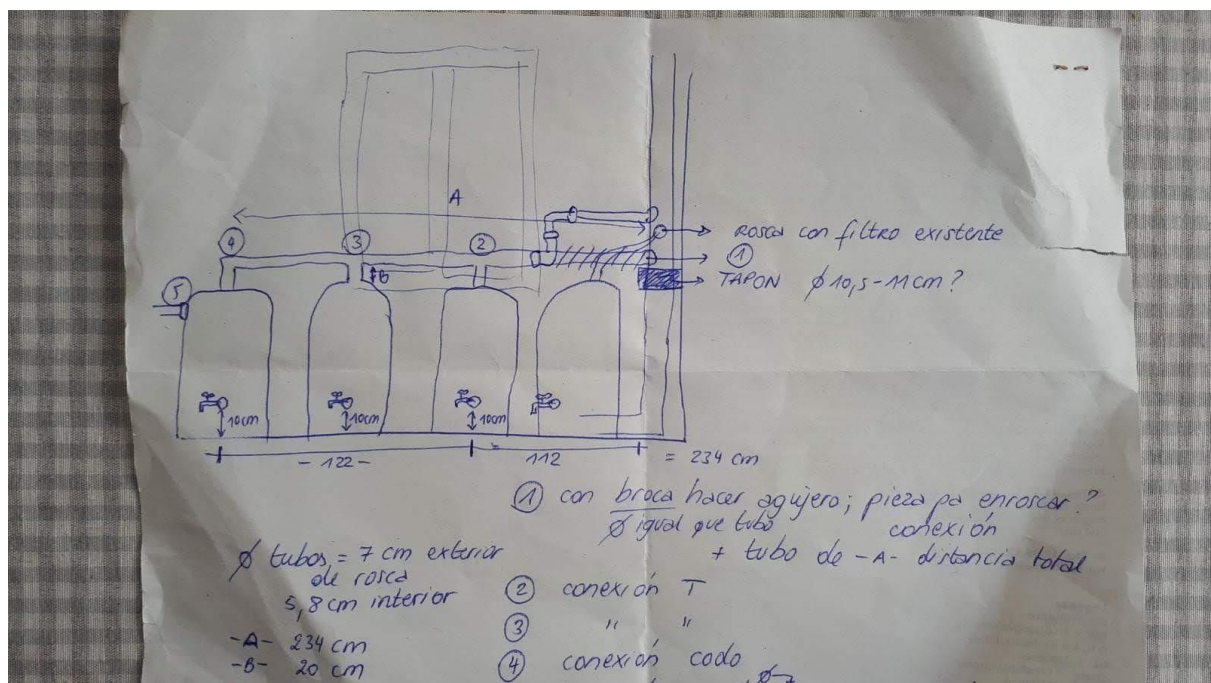 A
4
3
2
B
5
rosca con filtro existente
1
TAPON ø 10,5-11cm?
10cm
10cm
10cm
- 122 -
112
= 234 cm
1 con broca hacer agujero; pieza pa enroscar?
ø igual que tubo conexión
+ tubo de -A- distancia total
ø tubos = 7 cm exterior
de rosca
5,8 cm interior
2 conexión T
3 " "
-A- 234 cm
-B- 20 cm
4 conexión codo